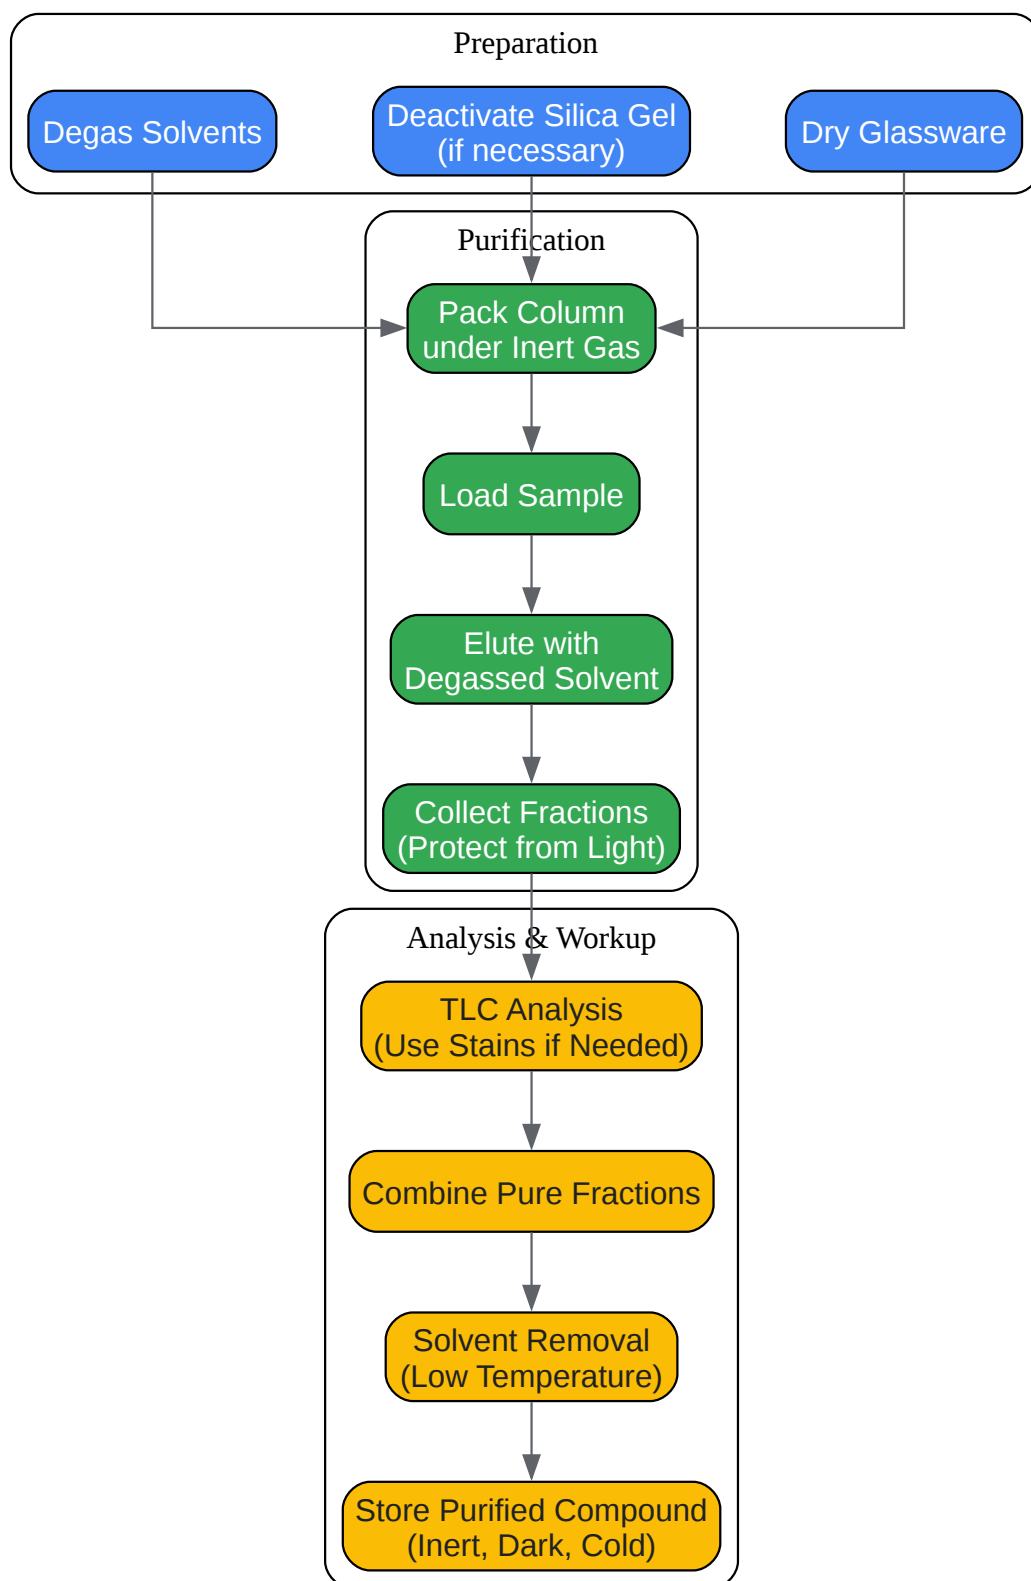 Preparation
Degas Solvents
Deactivate Silica Gel
(if necessary)
Dry Glassware
Purification
Pack Column
under Inert Gas
Load Sample
Elute with
Degassed Solvent
Collect Fractions
(Protect from Light)
Analysis & Workup
TLC Analysis
(Use Stains if Needed)
Combine Pure Fractions
Solvent Removal
(Low Temperature)
Store Purified Compound
(Inert, Dark, Cold)